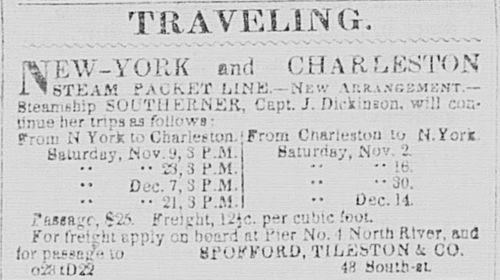 TRAVELING.
NEW-YORK and CHARLESTON
STEAM PACKET LINE.—NEW ARRANGEMENT.—
Steamship SOUTHERNER, Capt. J. Dickinson, will con-
tinue her trips as follows:
From N York to Charleston. From Charleston to N.York.
Saturday, Nov. 9, 3 P.M. Saturday, Nov. 2.
" " 23, 3 P.M. " " 16.
" Dec. 7, 3 P.M. " " 30.
" " 21, 3 P.M. " Dec. 14.
Passage, $25. Freight, 12½c. per cubic foot.
For freight apply on board at Pier No. 4 North River, and
for passage to SPOFFORD, TILESTON & CO.
o23tD22 48 South-st.